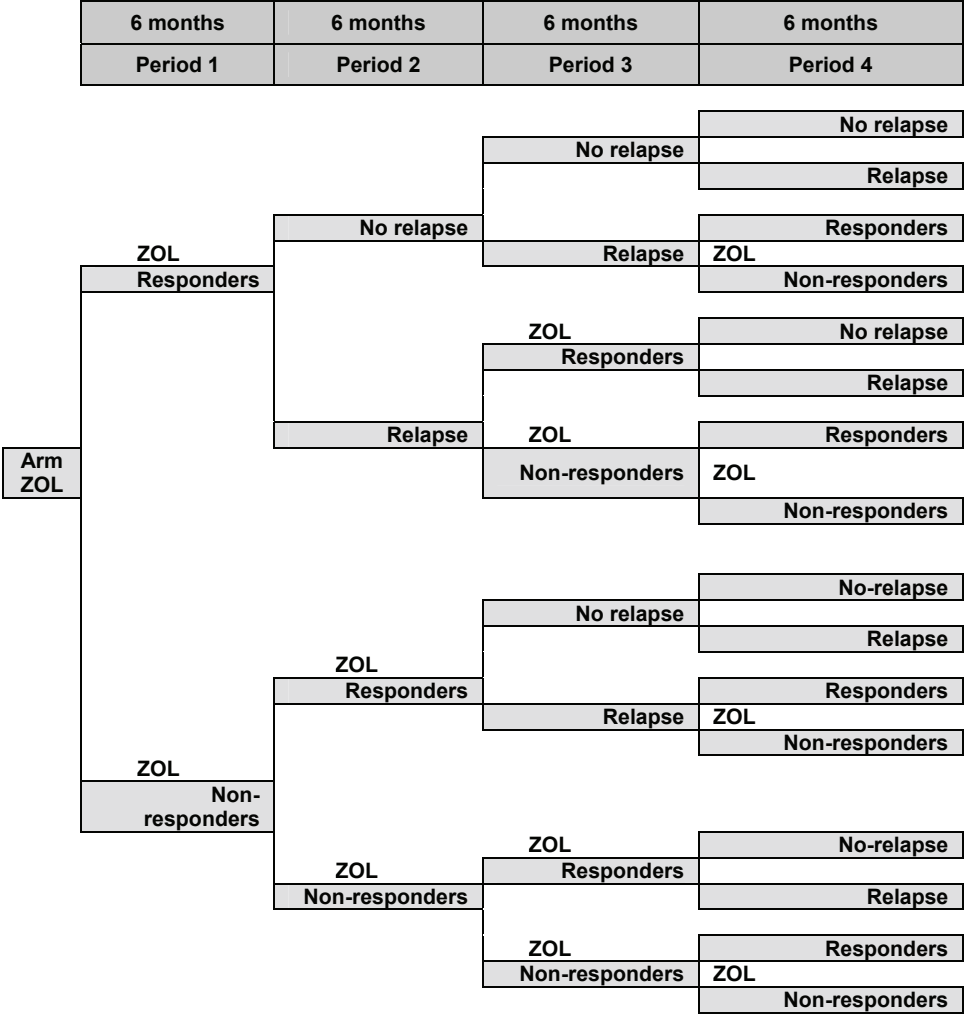 6 months 6 months 6 months 6 months
Period 1 Period 2 Period 3 Period 4
No relapse
No relapse
Relapse
No relapse Responders
ZOL Relapse ZOL
Responders Non-responders
ZOL No relapse
Responders
Relapse
Relapse ZOL Responders
Arm
ZOL
Non-responders ZOL
Non-responders
No-relapse
No relapse
Relapse
ZOL
Responders Responders
Relapse ZOL
Non-responders
ZOL
Non-
responders
ZOL No-relapse
ZOL Responders
Non-responders Relapse
ZOL Responders
Non-responders ZOL
Non-responders